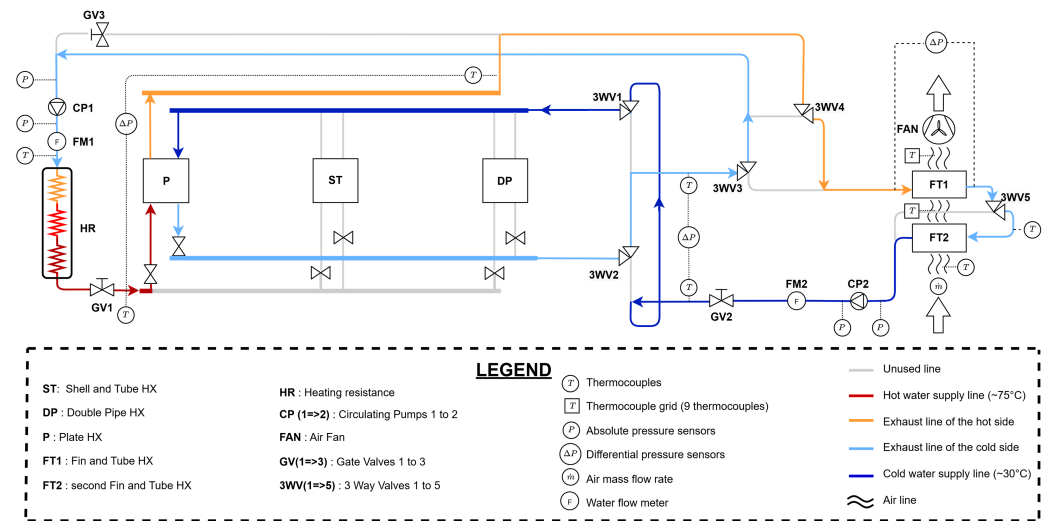 GV3
ΔP
P
T
3WV1
3WV4
CP1
FAN
P
ΔP
FM1
F
T
T
P
ST
DP
3WV3
FT1
T
3WV5
T
HR
ΔP
FT2
T
3WV2
T
T
FM2
CP2
ṁ
GV1
T
GV2
F
P
P
LEGEND
ST: Shell and Tube HX
DP : Double Pipe HX
P : Plate HX
FT1 : Fin and Tube HX
FT2 : second Fin and Tube HX
HR : Heating resistance
CP (1=>2) : Circulating Pumps 1 to 2
FAN : Air Fan
GV(1=>3) : Gate Valves 1 to 3
3WV(1=>5) : 3 Way Valves 1 to 5
T Thermocouples
T Thermocouple grid (9 thermocouples)
P Absolute pressure sensors
ΔP Differential pressure sensors
ṁ Air mass flow rate
F Water flow meter
Unused line
Hot water supply line (~75°C)
Exhaust line of the hot side
Exhaust line of the cold side
Cold water supply line (~30°C)
Air line